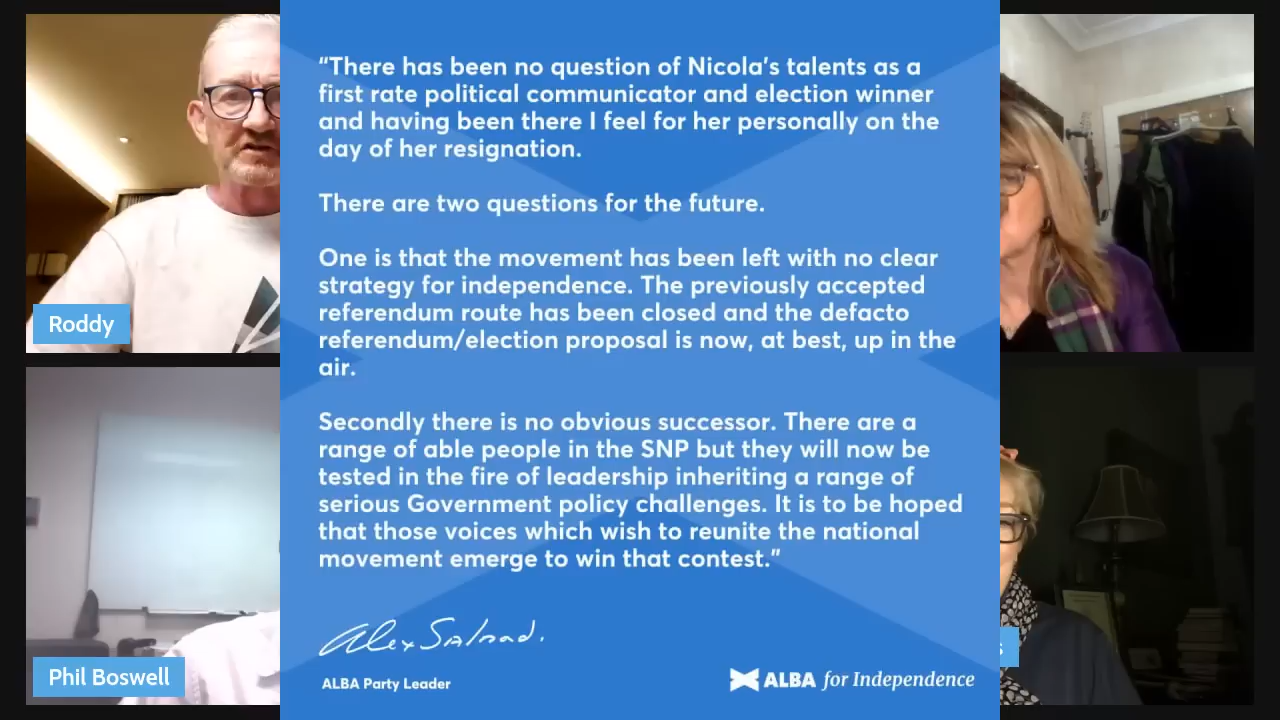 “There has been no question of Nicola’s talents as a
first rate political communicator and election winner
and having been there I feel for her personally on the
day of her resignation.
There are two questions for the future.
One is that the movement has been left with no clear
strategy for independence. The previously accepted
referendum route has been closed and the defacto
referendum/election proposal is now, at best, up in the
air.
Secondly there is no obvious successor. There are a
range of able people in the SNP but they will now be
tested in the fire of leadership inheriting a range of
serious Government policy challenges. It is to be hoped
that those voices which wish to reunite the national
movement emerge to win that contest.”
Alex Salmond.
ALBA Party Leader
ALBA for Independence
Roddy
Phil Boswell
s